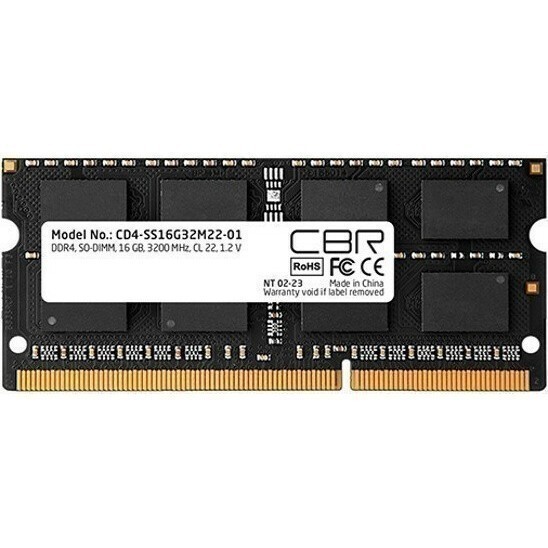 Model No.: CD4-SS16G32M22-01
DDR4, SO-DIMM, 16 GB, 3200 MHz, CL 22, 1.2 V
CBR
RoHS FC CE
NT 02-23 Made in China
Warranty void if label removed